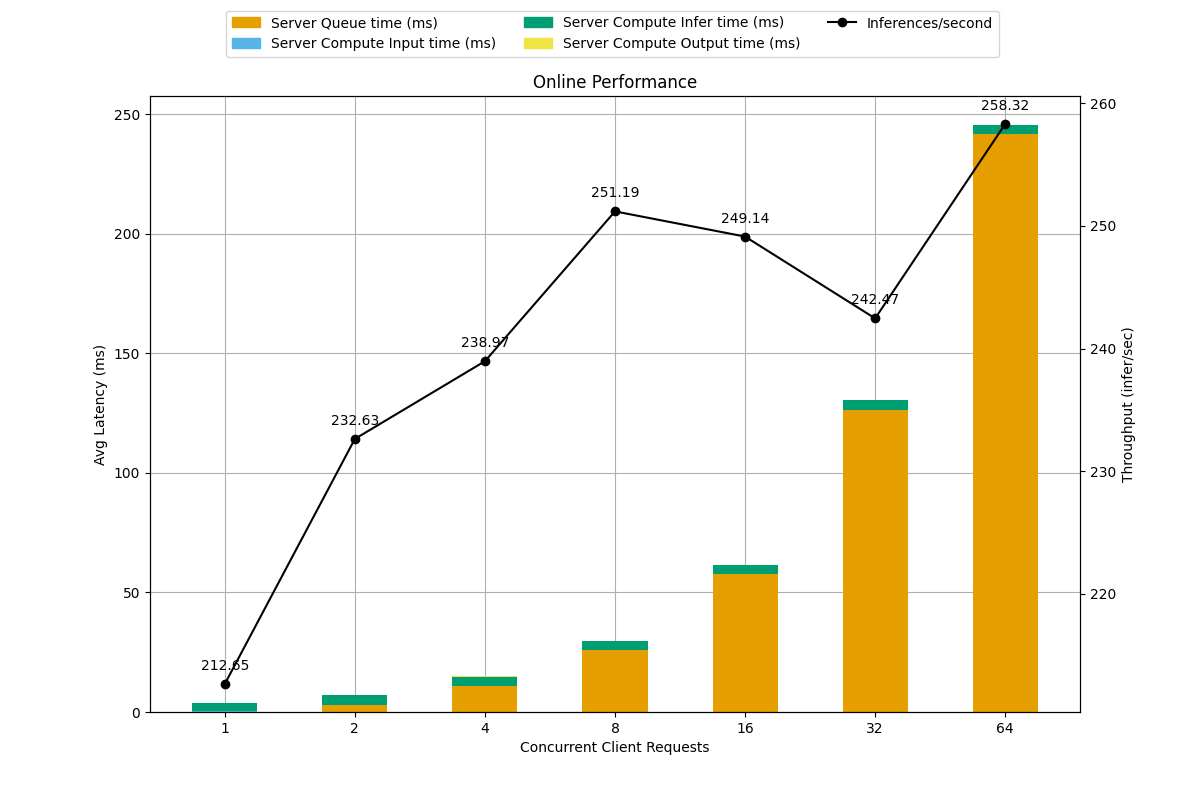 Server Queue time (ms)
Server Compute Input time (ms)
Server Compute Infer time (ms)
Server Compute Output time (ms)
Inferences/second
Online Performance
250
200
150
100
50
0
Avg Latency (ms)
212.65
232.63
238.97
251.19
249.14
242.47
258.32
260
250
240
230
220
Throughput (infer/sec)
1 2 4 8 16 32 64
Concurrent Client Requests